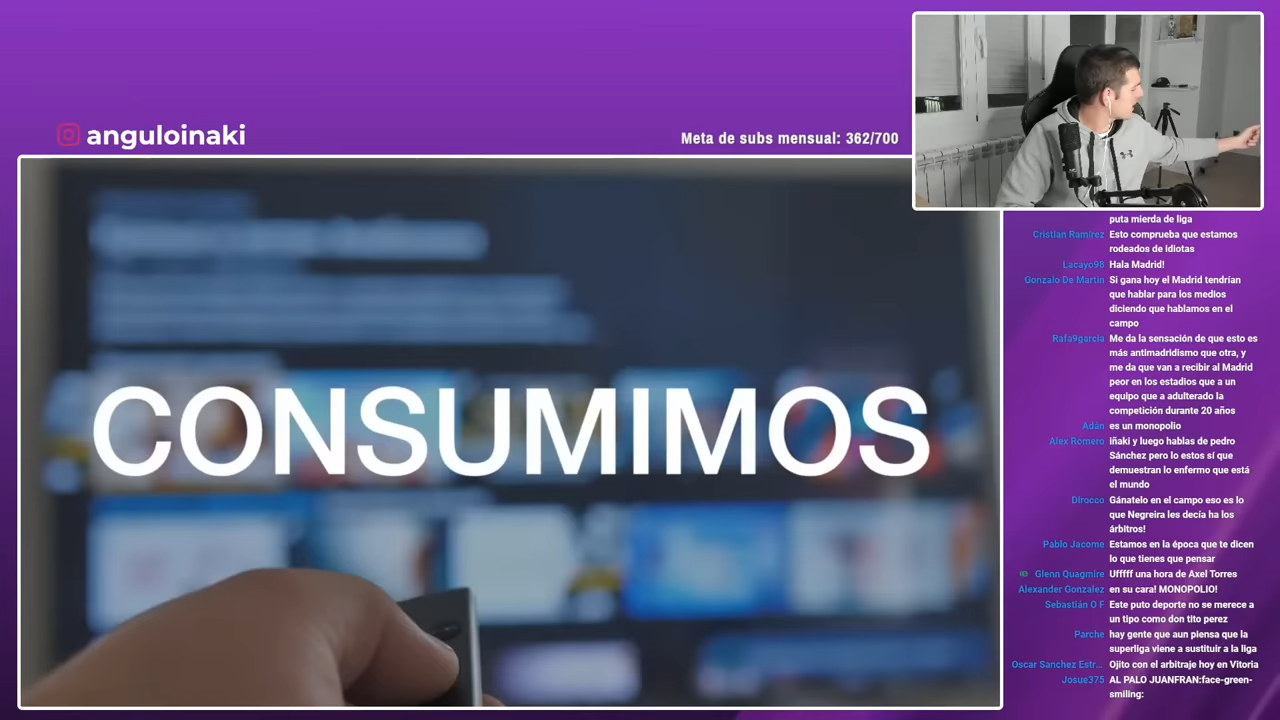 anguloinaki
Meta de subs mensual: 362/700
CONSUMIMOS
puta mierda de liga
Cristian Ramírez Esto comprueba que estamos
rodeados de idiotas
Lacayo98 Hala Madrid!
Gonzalo De Martin Si gana hoy el Madrid tendrían
que hablar para los medios
diciendo que hablamos en el
campo
Rafa9garcia Me da la sensación de que esto es
más antimadridismo que otra, y
me da que van a recibir al Madrid
peor en los estadios que a un
equipo que a adulterado la
competición durante 20 años
Adán es un monopolio
Alex Romero iñaki y luego hablas de pedro
Sánchez pero lo estos sí que
demuestran lo enfermo que está
el mundo
Dirocco Gánatelo en el campo eso es lo
que Negreira les decía ha los
árbitros!
Pablo Jacome Estamos en la época que te dicen
lo que tienes que pensar
Glenn Quagmire Ufffff una hora de Axel Torres
Alexander Gonzalez en su cara! MONOPOLIO!
Sebastián O F Este puto deporte no se merece a
un tipo como don tito perez
Parche hay gente que aun piensa que la
superliga viene a sustituir a la liga
Oscar Sanchez Estr... Ojito con el arbitraje hoy en Vitoria
Josue375 AL PALO JUANFRAN:face-green-
smiling: